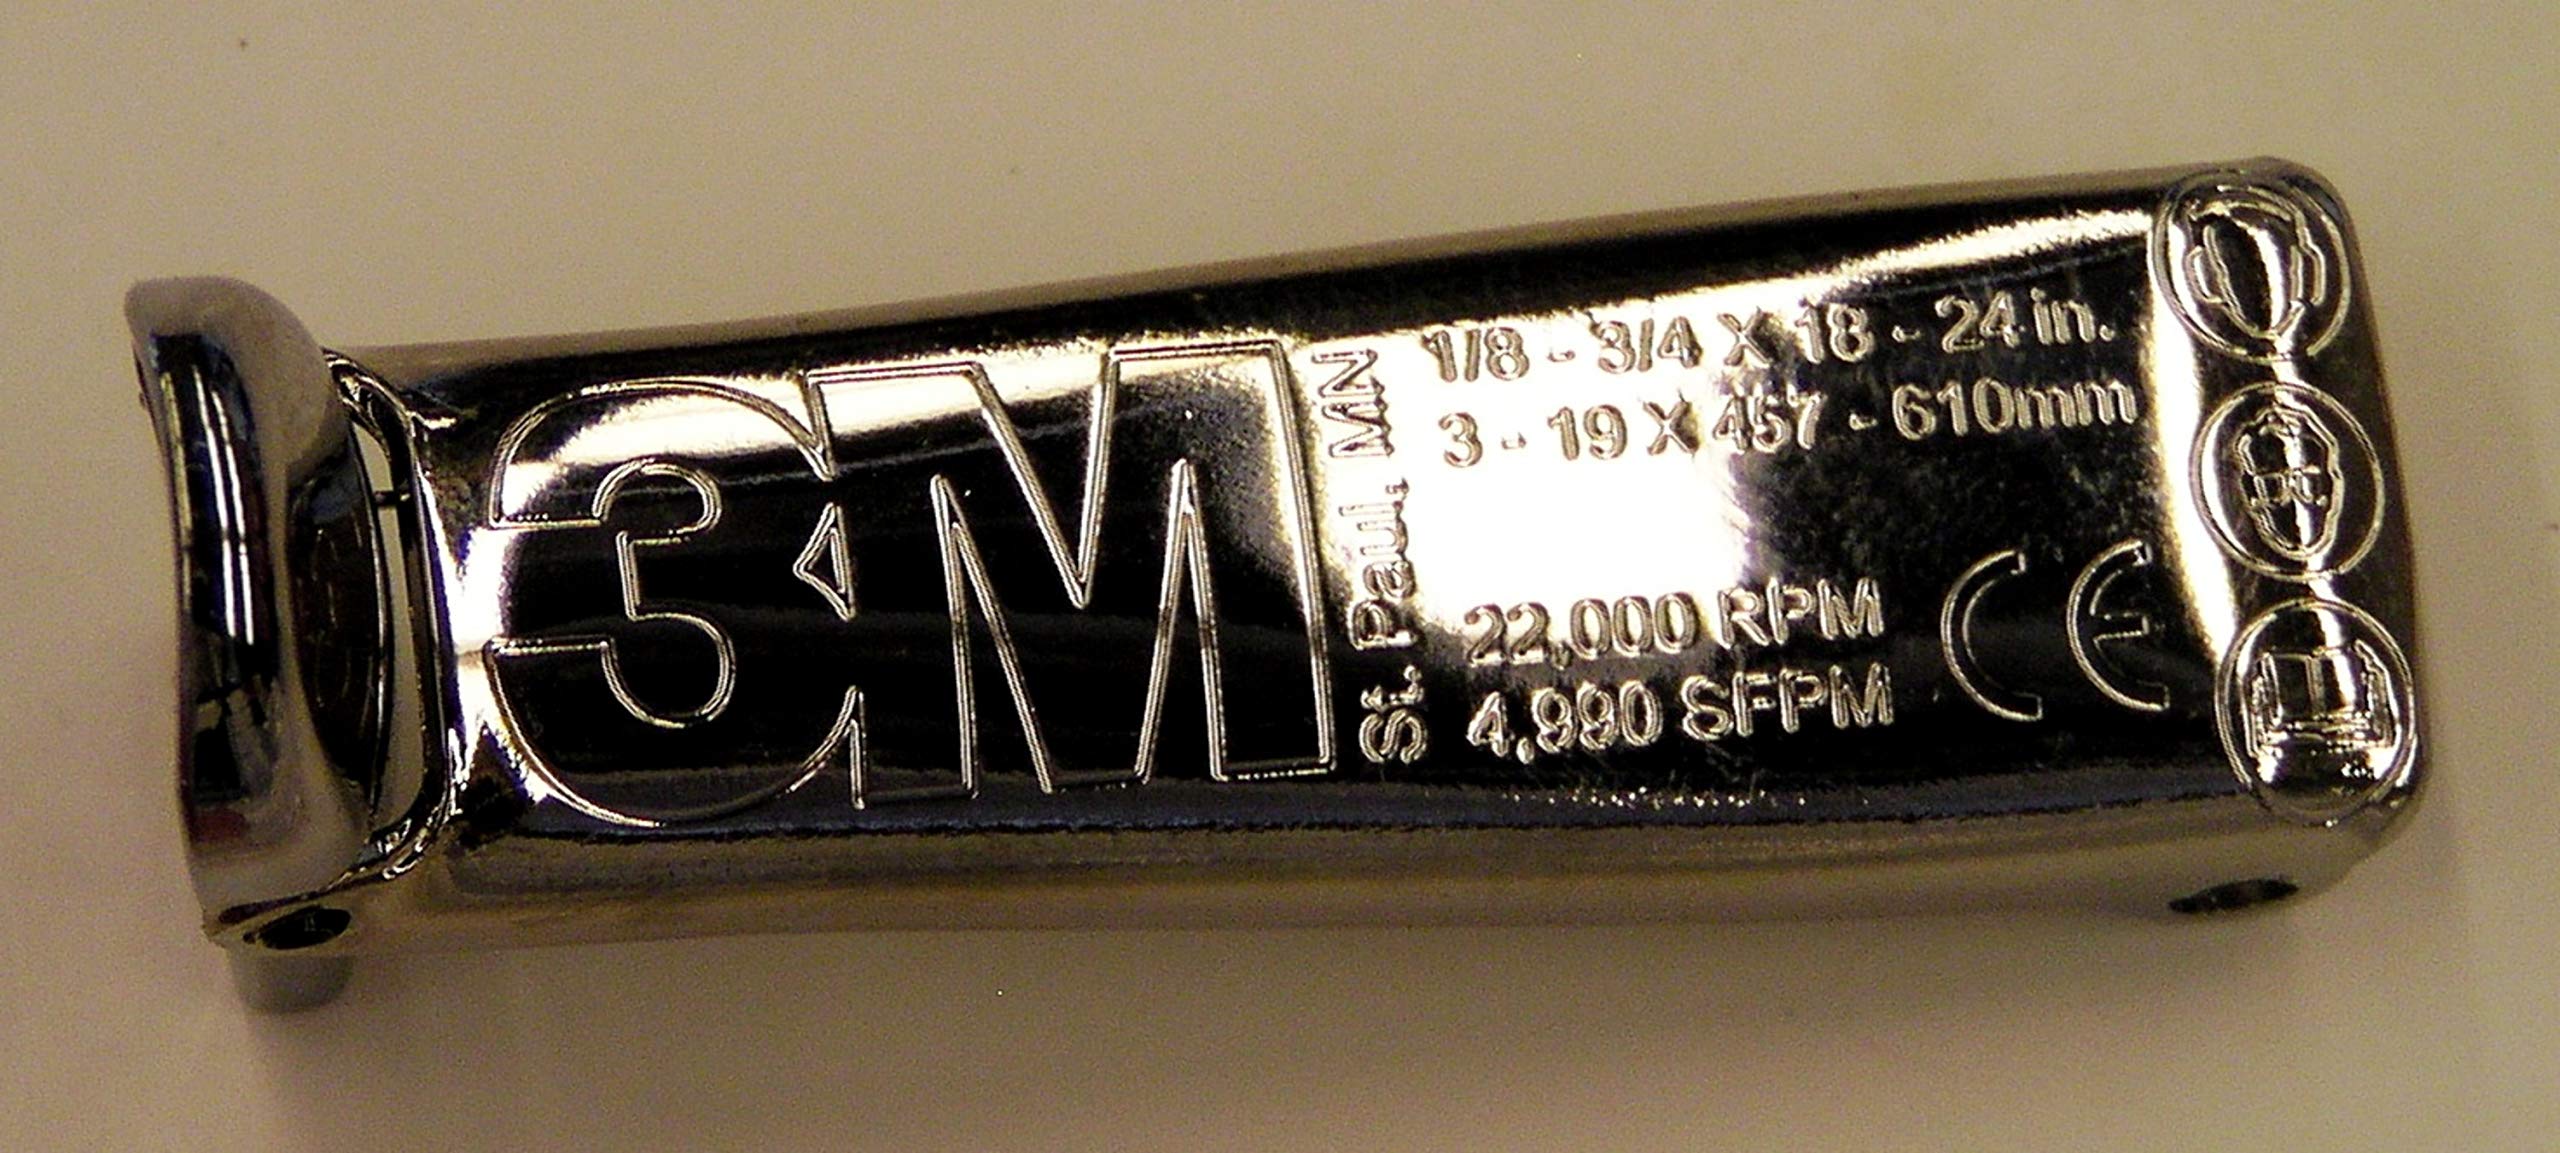 3M
St. Paul, MN
1/8 - 3/4 X 18 - 24 in.
3 - 19 X 457 - 610mm
22,000 RPM
4,990 SFPM
CE